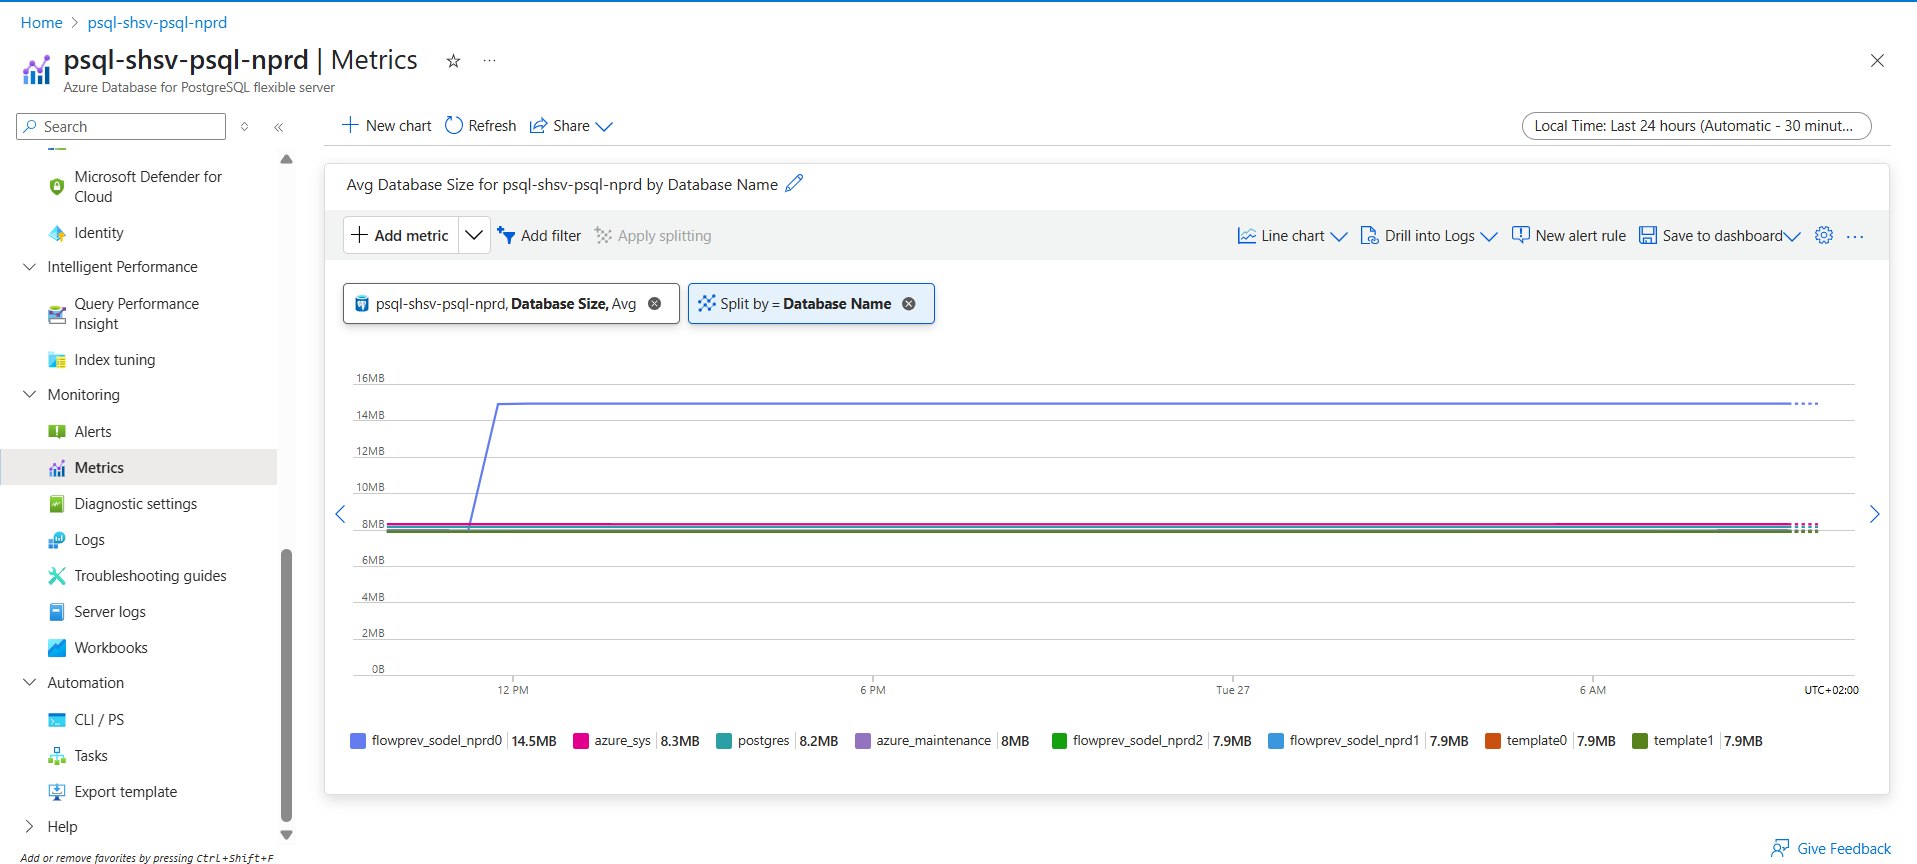 Home > psql-shsv-psql-nprd
psql-shsv-psql-nprd | Metrics
Azure Database for PostgreSQL flexible server
Search
Microsoft Defender for
Cloud
Identity
Intelligent Performance
Query Performance
Insight
Index tuning
Monitoring
Alerts
Metrics
Diagnostic settings
Logs
Troubleshooting guides
Server logs
Workbooks
Automation
CLI / PS
Tasks
Export template
Help
Add or remove favorites by pressing Ctrl+Shift+F
New chart Refresh Share
Local Time: Last 24 hours (Automatic - 30 minut...
Avg Database Size for psql-shsv-psql-nprd by Database Name
Add metric Add filter Apply splitting Line chart Drill into Logs New alert rule Save to dashboard
psql-shsv-psql-nprd, Database Size, Avg Split by = Database Name
16MB
14MB
12MB
10MB
8MB
6MB
4MB
2MB
0B
12 PM 6 PM Tue 27 6 AM UTC+02:00
flowprev_sodel_nprd0 14.5MB azure_sys 8.3MB postgres 8.2MB azure_maintenance 8MB flowprev_sodel_nprd2 7.9MB flowprev_sodel_nprd1 7.9MB template0 7.9MB template1 7.9MB
Give Feedback